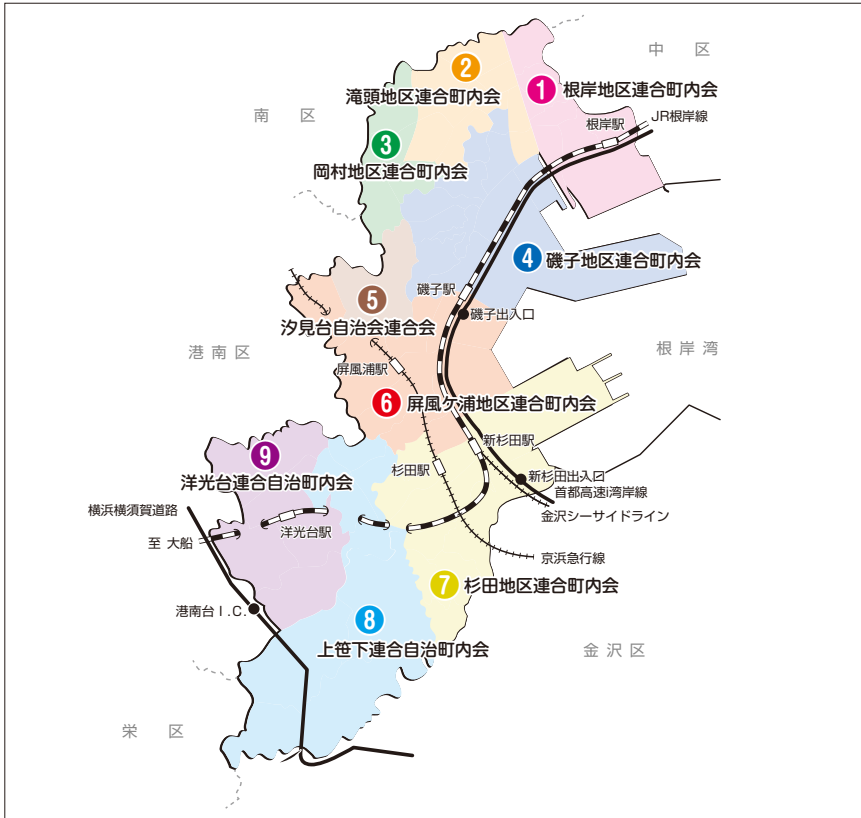 中 区
② 滝頭地区連合町内会
① 根岸地区連合町内会
南 区
根岸駅
JR根岸線
③ 岡村地区連合町内会
④ 磯子地区連合町内会
磯子駅
⑤ 汐見台自治会連合会
磯子出入口
港南区
根岸湾
屏風浦駅
⑥ 屏風ケ浦地区連合町内会
新杉田駅
⑨ 洋光台連合自治町内会
杉田駅
新杉田出入口
首都高速湾岸線
金沢シーサイドライン
横浜横須賀道路
洋光台駅
至 大船
京浜急行線
⑦ 杉田地区連合町内会
港南台I.C.
⑧ 上笹下連合自治町内会
金沢区
栄 区